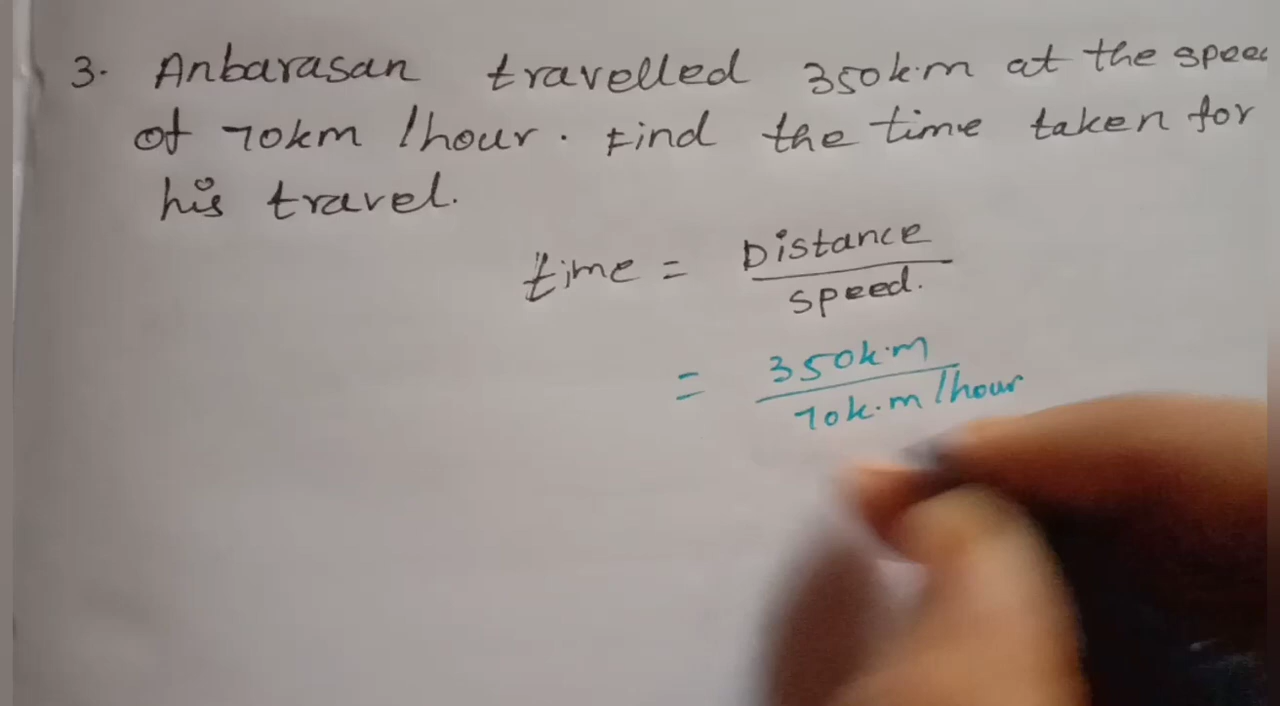 3. Anbarasan travelled 350k.m at the speed
of 70km /hour. Find the time taken for
his travel.
time = Distance / speed.
= 350k.m / 70k.m/hour